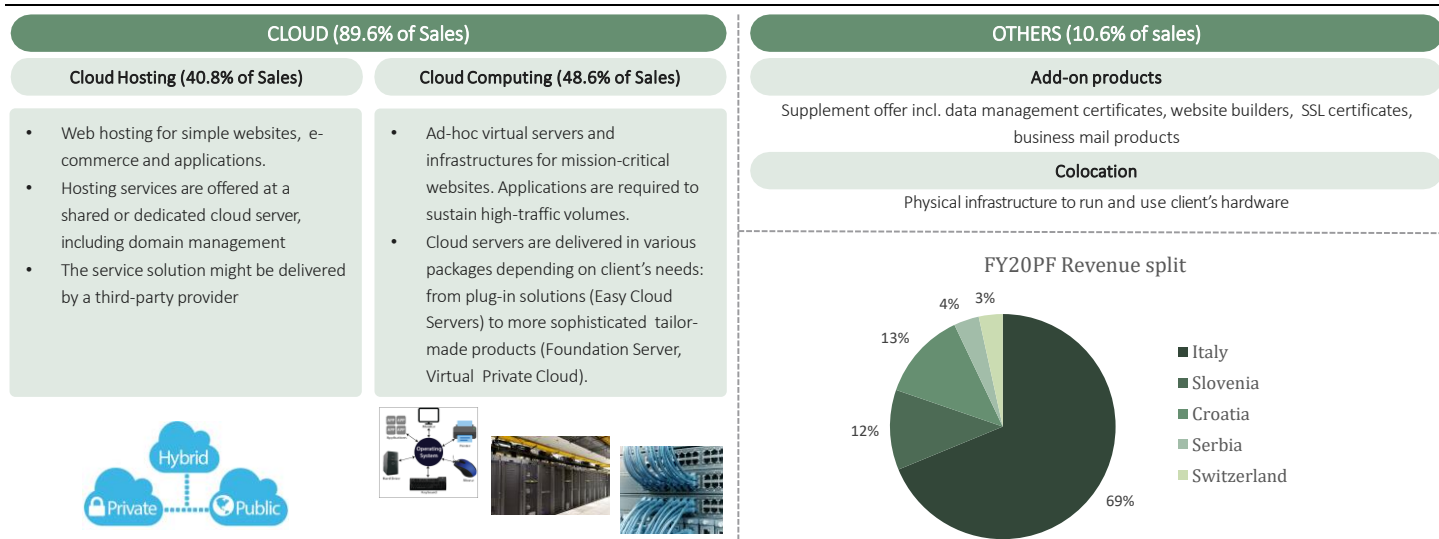 CLOUD (89.6% of Sales)
Cloud Hosting (40.8% of Sales)
• Web hosting for simple websites, e-
commerce and applications.
• Hosting services are offered at a
shared or dedicated cloud server,
including domain management
• The service solution might be delivered
by a third-party provider
Hybrid
Private
Public
Cloud Computing (48.6% of Sales)
• Ad-hoc virtual servers and
infrastructures for mission-critical
websites. Applications are required to
sustain high-traffic volumes.
• Cloud servers are delivered in various
packages depending on client's needs:
from plug-in solutions (Easy Cloud
Servers) to more sophisticated tailor-
made products (Foundation Server,
Virtual Private Cloud).
Operating
System
OTHERS (10.6% of sales)
Add-on products
Supplement offer incl. data management certificates, website builders, SSL certificates,
business mail products
Colocation
Physical infrastructure to run and use client's hardware
FY20PF Revenue split
3%
4%
13%
12%
69%
Italy
Slovenia
Croatia
Serbia
Switzerland